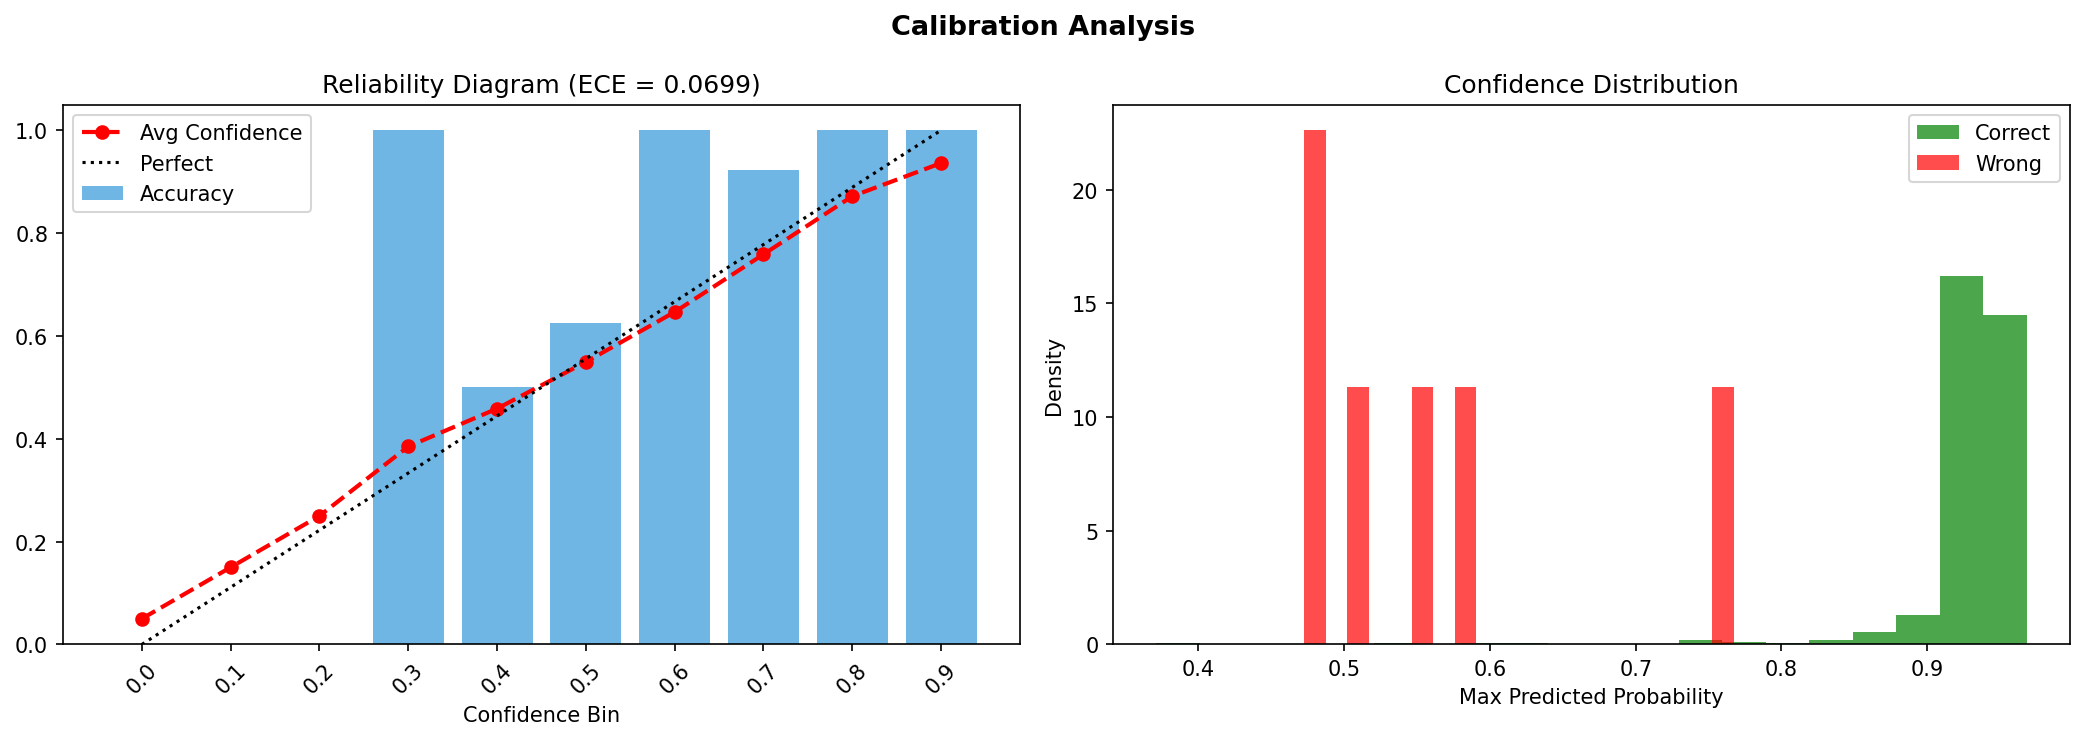 Calibration Analysis
Reliability Diagram (ECE = 0.0699)
Avg Confidence
Perfect
Accuracy
1.0
0.8
0.6
0.4
0.2
0.0
0.0 0.1 0.2 0.3 0.4 0.5 0.6 0.7 0.8 0.9
Confidence Bin
Confidence Distribution
Correct
Wrong
Density
20
15
10
5
0
0.4 0.5 0.6 0.7 0.8 0.9
Max Predicted Probability